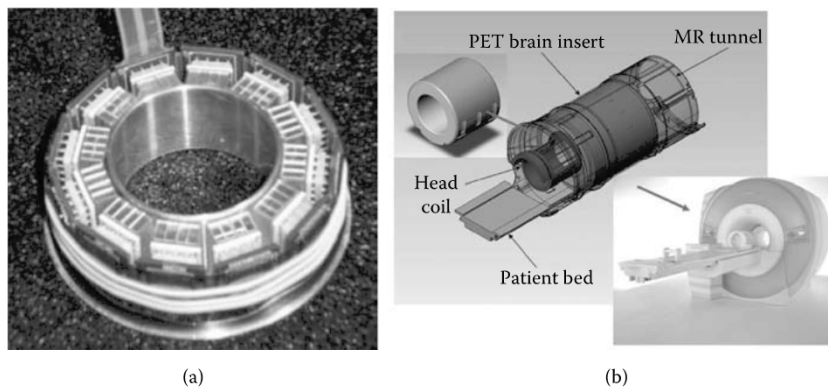 PET brain insert
MR tunnel
Head
coil
Patient bed
(a)
(b)